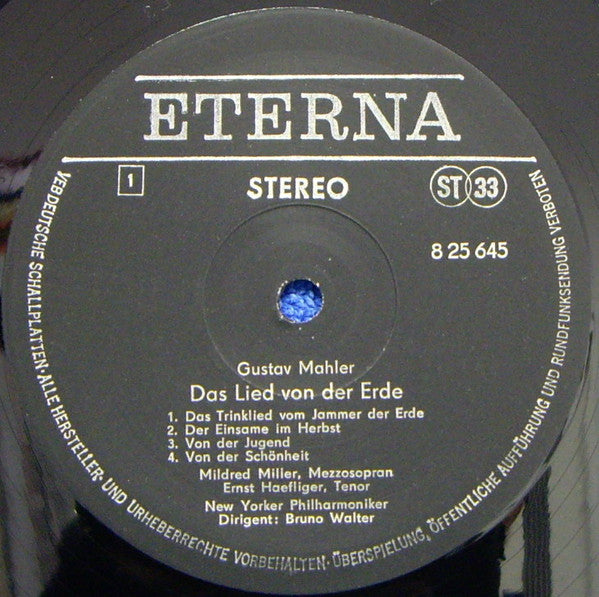 ETERNA
1
STEREO
ST 33
8 25 645
Gustav Mahler
Das Lied von der Erde
1. Das Trinklied vom Jammer der Erde
2. Der Einsame im Herbst
3. Von der Jugend
4. Von der Schönheit
Mildred Miller, Mezzosopran
Ernst Haefliger, Tenor
New Yorker Philharmoniker
Dirigent: Bruno Walter
VEB DEUTSCHE SCHALLPLATTEN · ALLE HERSTELLER- UND URHEBERRECHTE VORBEHALTEN · ÜBERSPIELUNG, ÖFFENTLICHE AUFFÜHRUNG UND RUNDFUNKSENDUNG VERBOTEN